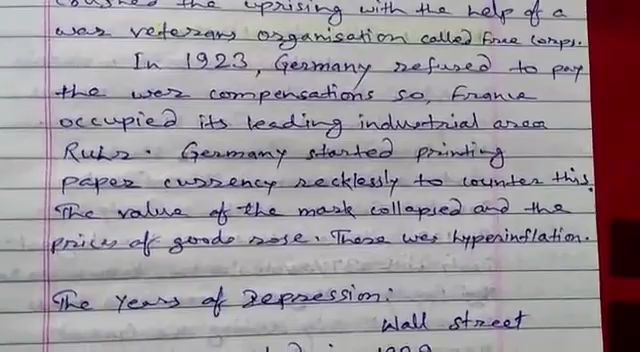 crushed the uprising with the help of a
war veterans organisation called Free Corps.
In 1923, Germany refused to pay
the war compensations so, France
occupied its leading industrial area
Ruhr. Germany started printing
paper currency recklessly to counter this.
The value of the mark collapsed and the
prices of goods rose. There was hyperinflation.
The Years of Depression:
Wall street